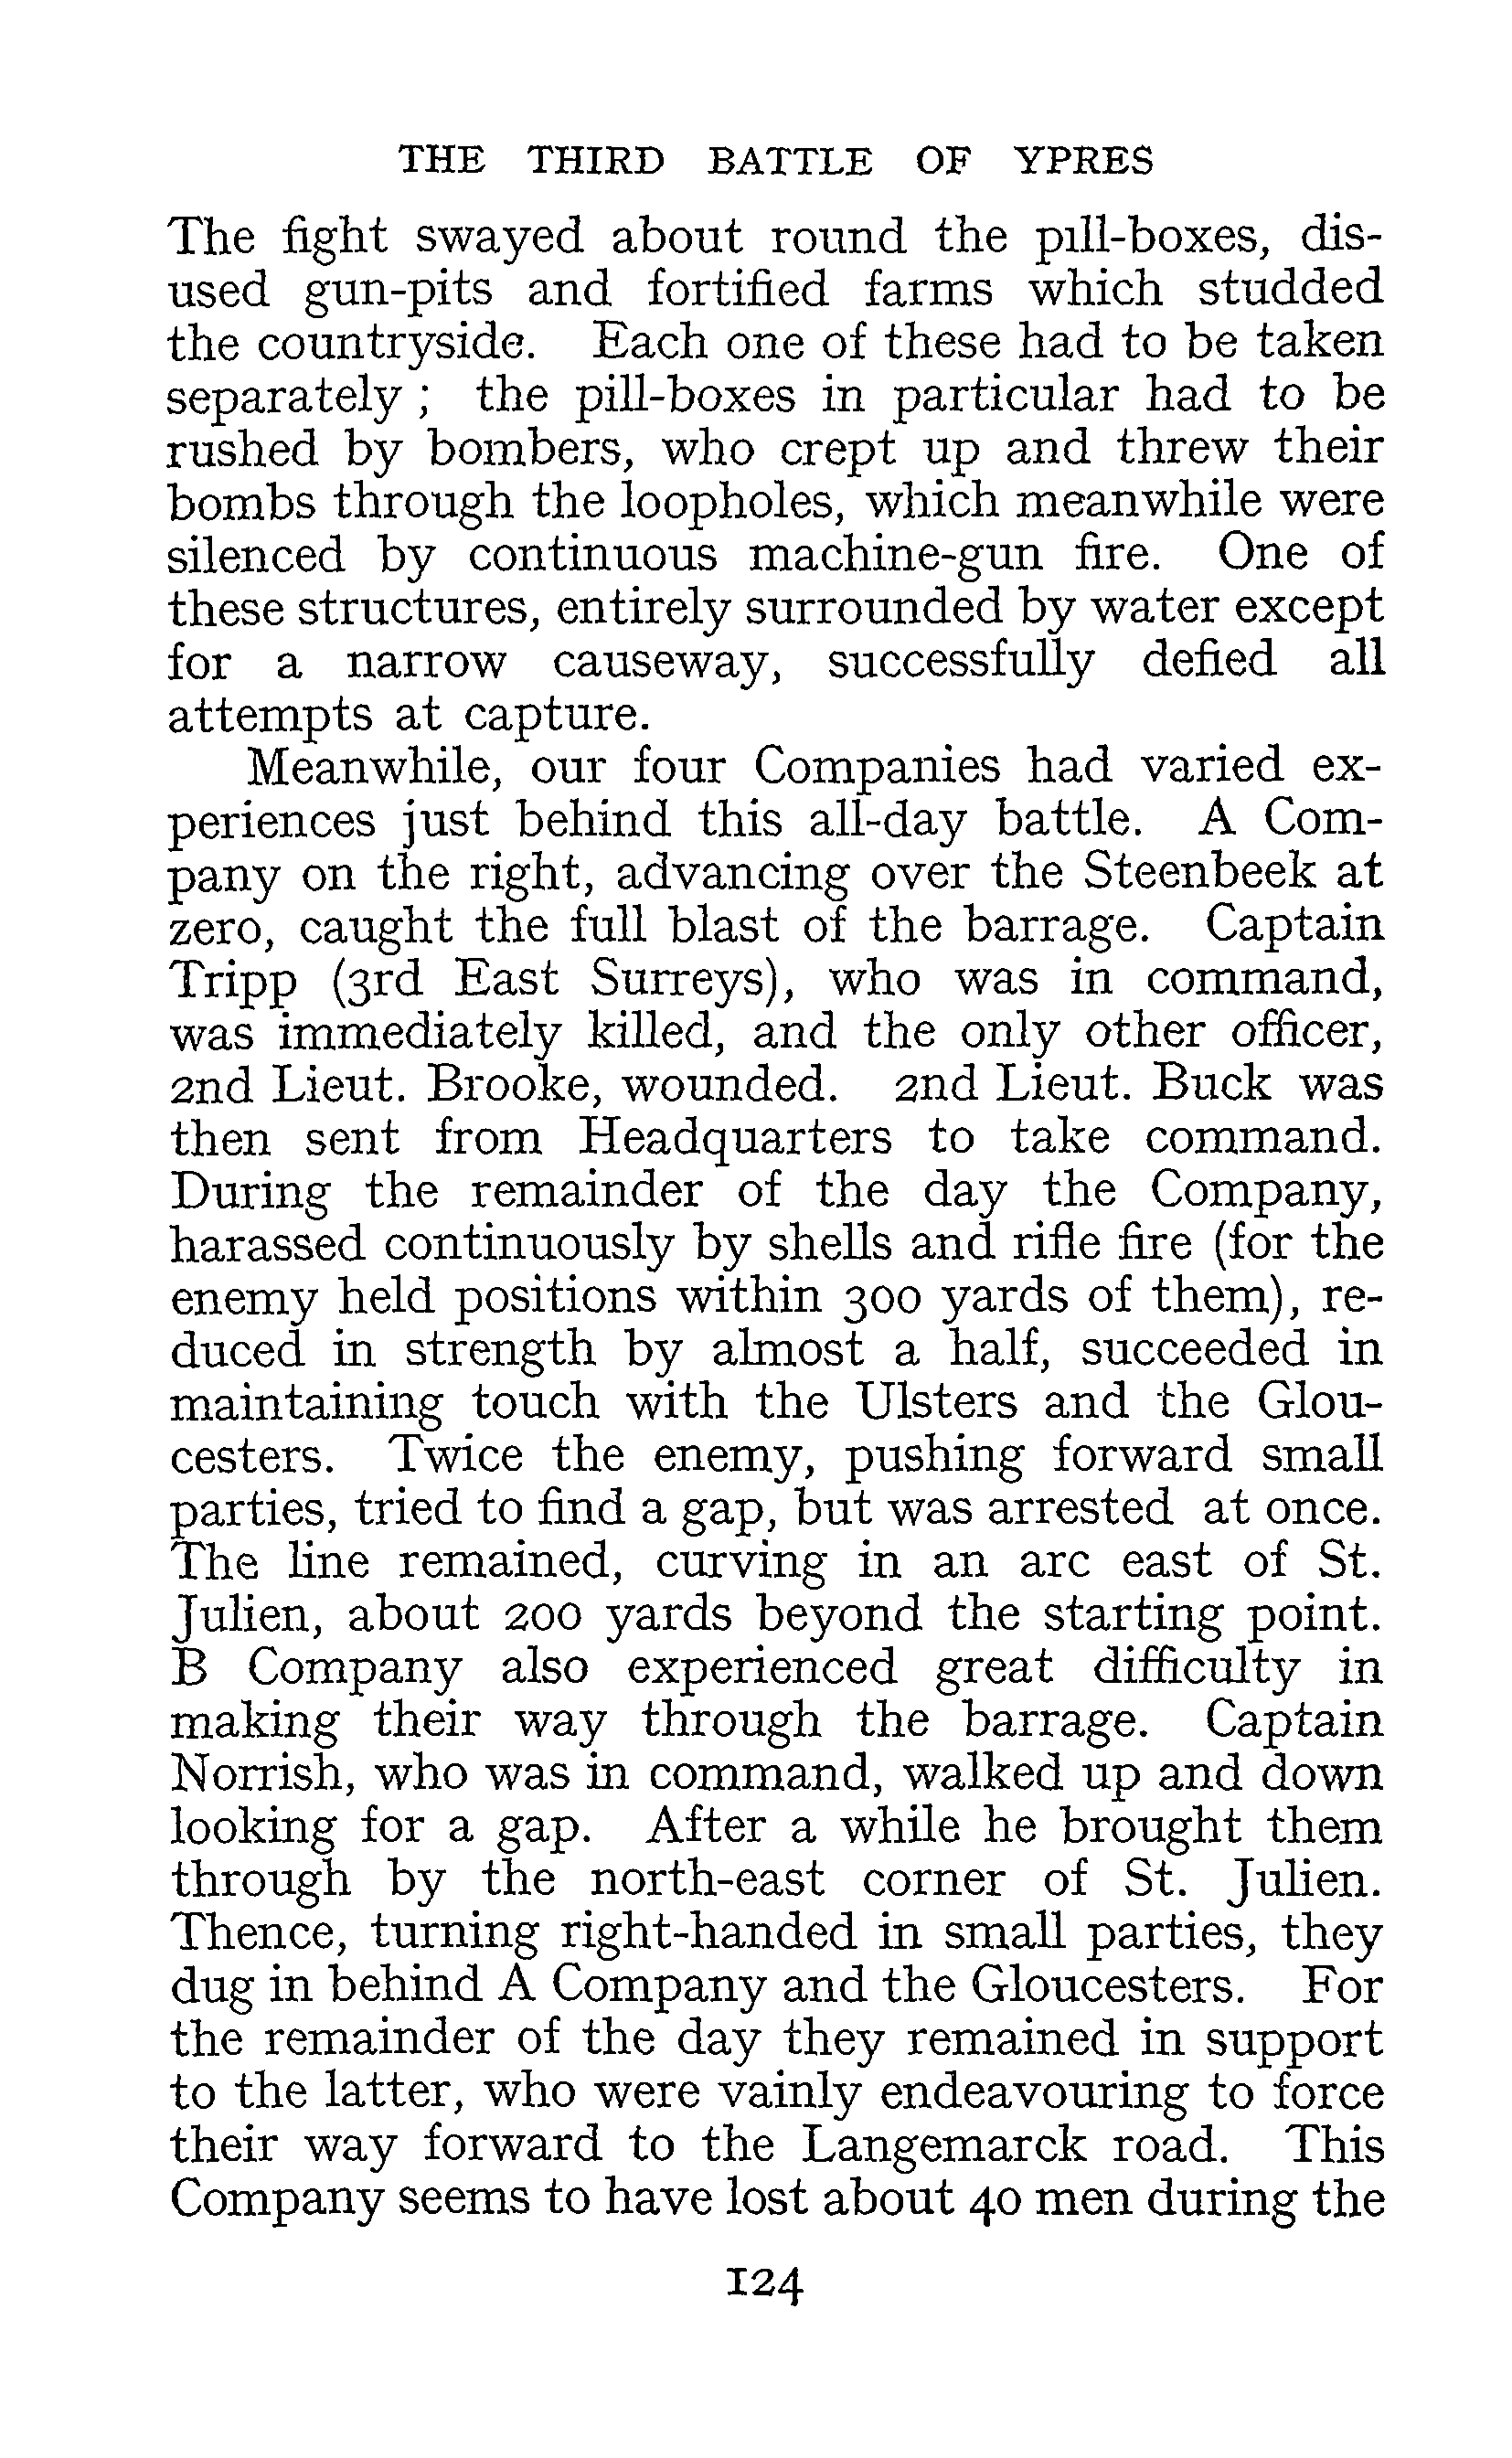 THE THIRD BATTLE OF YPRES
The fight swayed about round the pill-boxes, dis-
used gun-pits and fortified farms which studded
the countryside. Each one of these had to be taken
separately ; the pill-boxes in particular had to be
rushed by bombers, who crept up and threw their
bombs through the loopholes, which meanwhile were
silenced by continuous machine-gun fire. One of
these structures, entirely surrounded by water except
for a narrow causeway, successfully defied all
attempts at capture.
Meanwhile, our four Companies had varied ex-
periences just behind this all-day battle. A Com-
pany on the right, advancing over the Steenbeek at
zero, caught the full blast of the barrage. Captain
Tripp (3rd East Surreys), who was in command,
was immediately killed, and the only other officer,
2nd Lieut. Brooke, wounded. 2nd Lieut. Buck was
then sent from Headquarters to take command.
During the remainder of the day the Company,
harassed continuously by shells and rifle fire (for the
enemy held positions within 300 yards of them), re-
duced in strength by almost a half, succeeded in
maintaining touch with the Ulsters and the Glou-
cesters. Twice the enemy, pushing forward small
parties, tried to find a gap, but was arrested at once.
The line remained, curving in an arc east of St.
Julien, about 200 yards beyond the starting point.
B Company also experienced great difficulty in
making their way through the barrage. Captain
Norrish, who was in command, walked up and down
looking for a gap. After a while he brought them
through by the north-east corner of St. Julien.
Thence, turning right-handed in small parties, they
dug in behind A Company and the Gloucesters. For
the remainder of the day they remained in support
to the latter, who were vainly endeavouring to force
their way forward to the Langemarck road. This
Company seems to have lost about 40 men during the
124